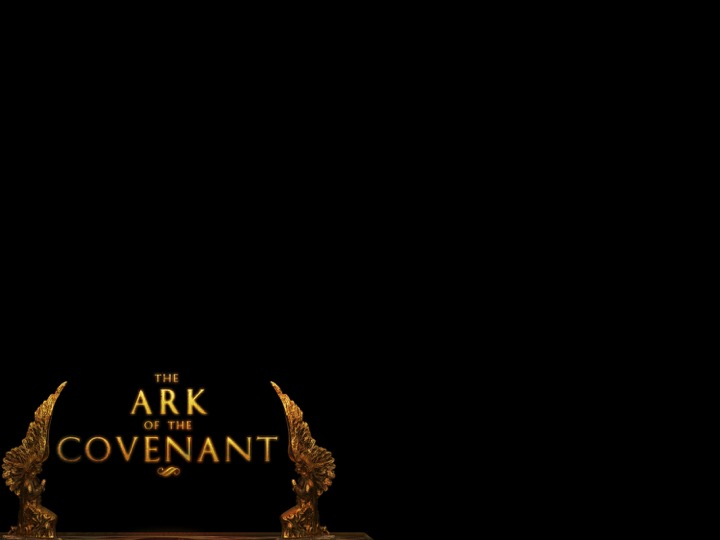 THE
ARK
OF THE
COVENANT